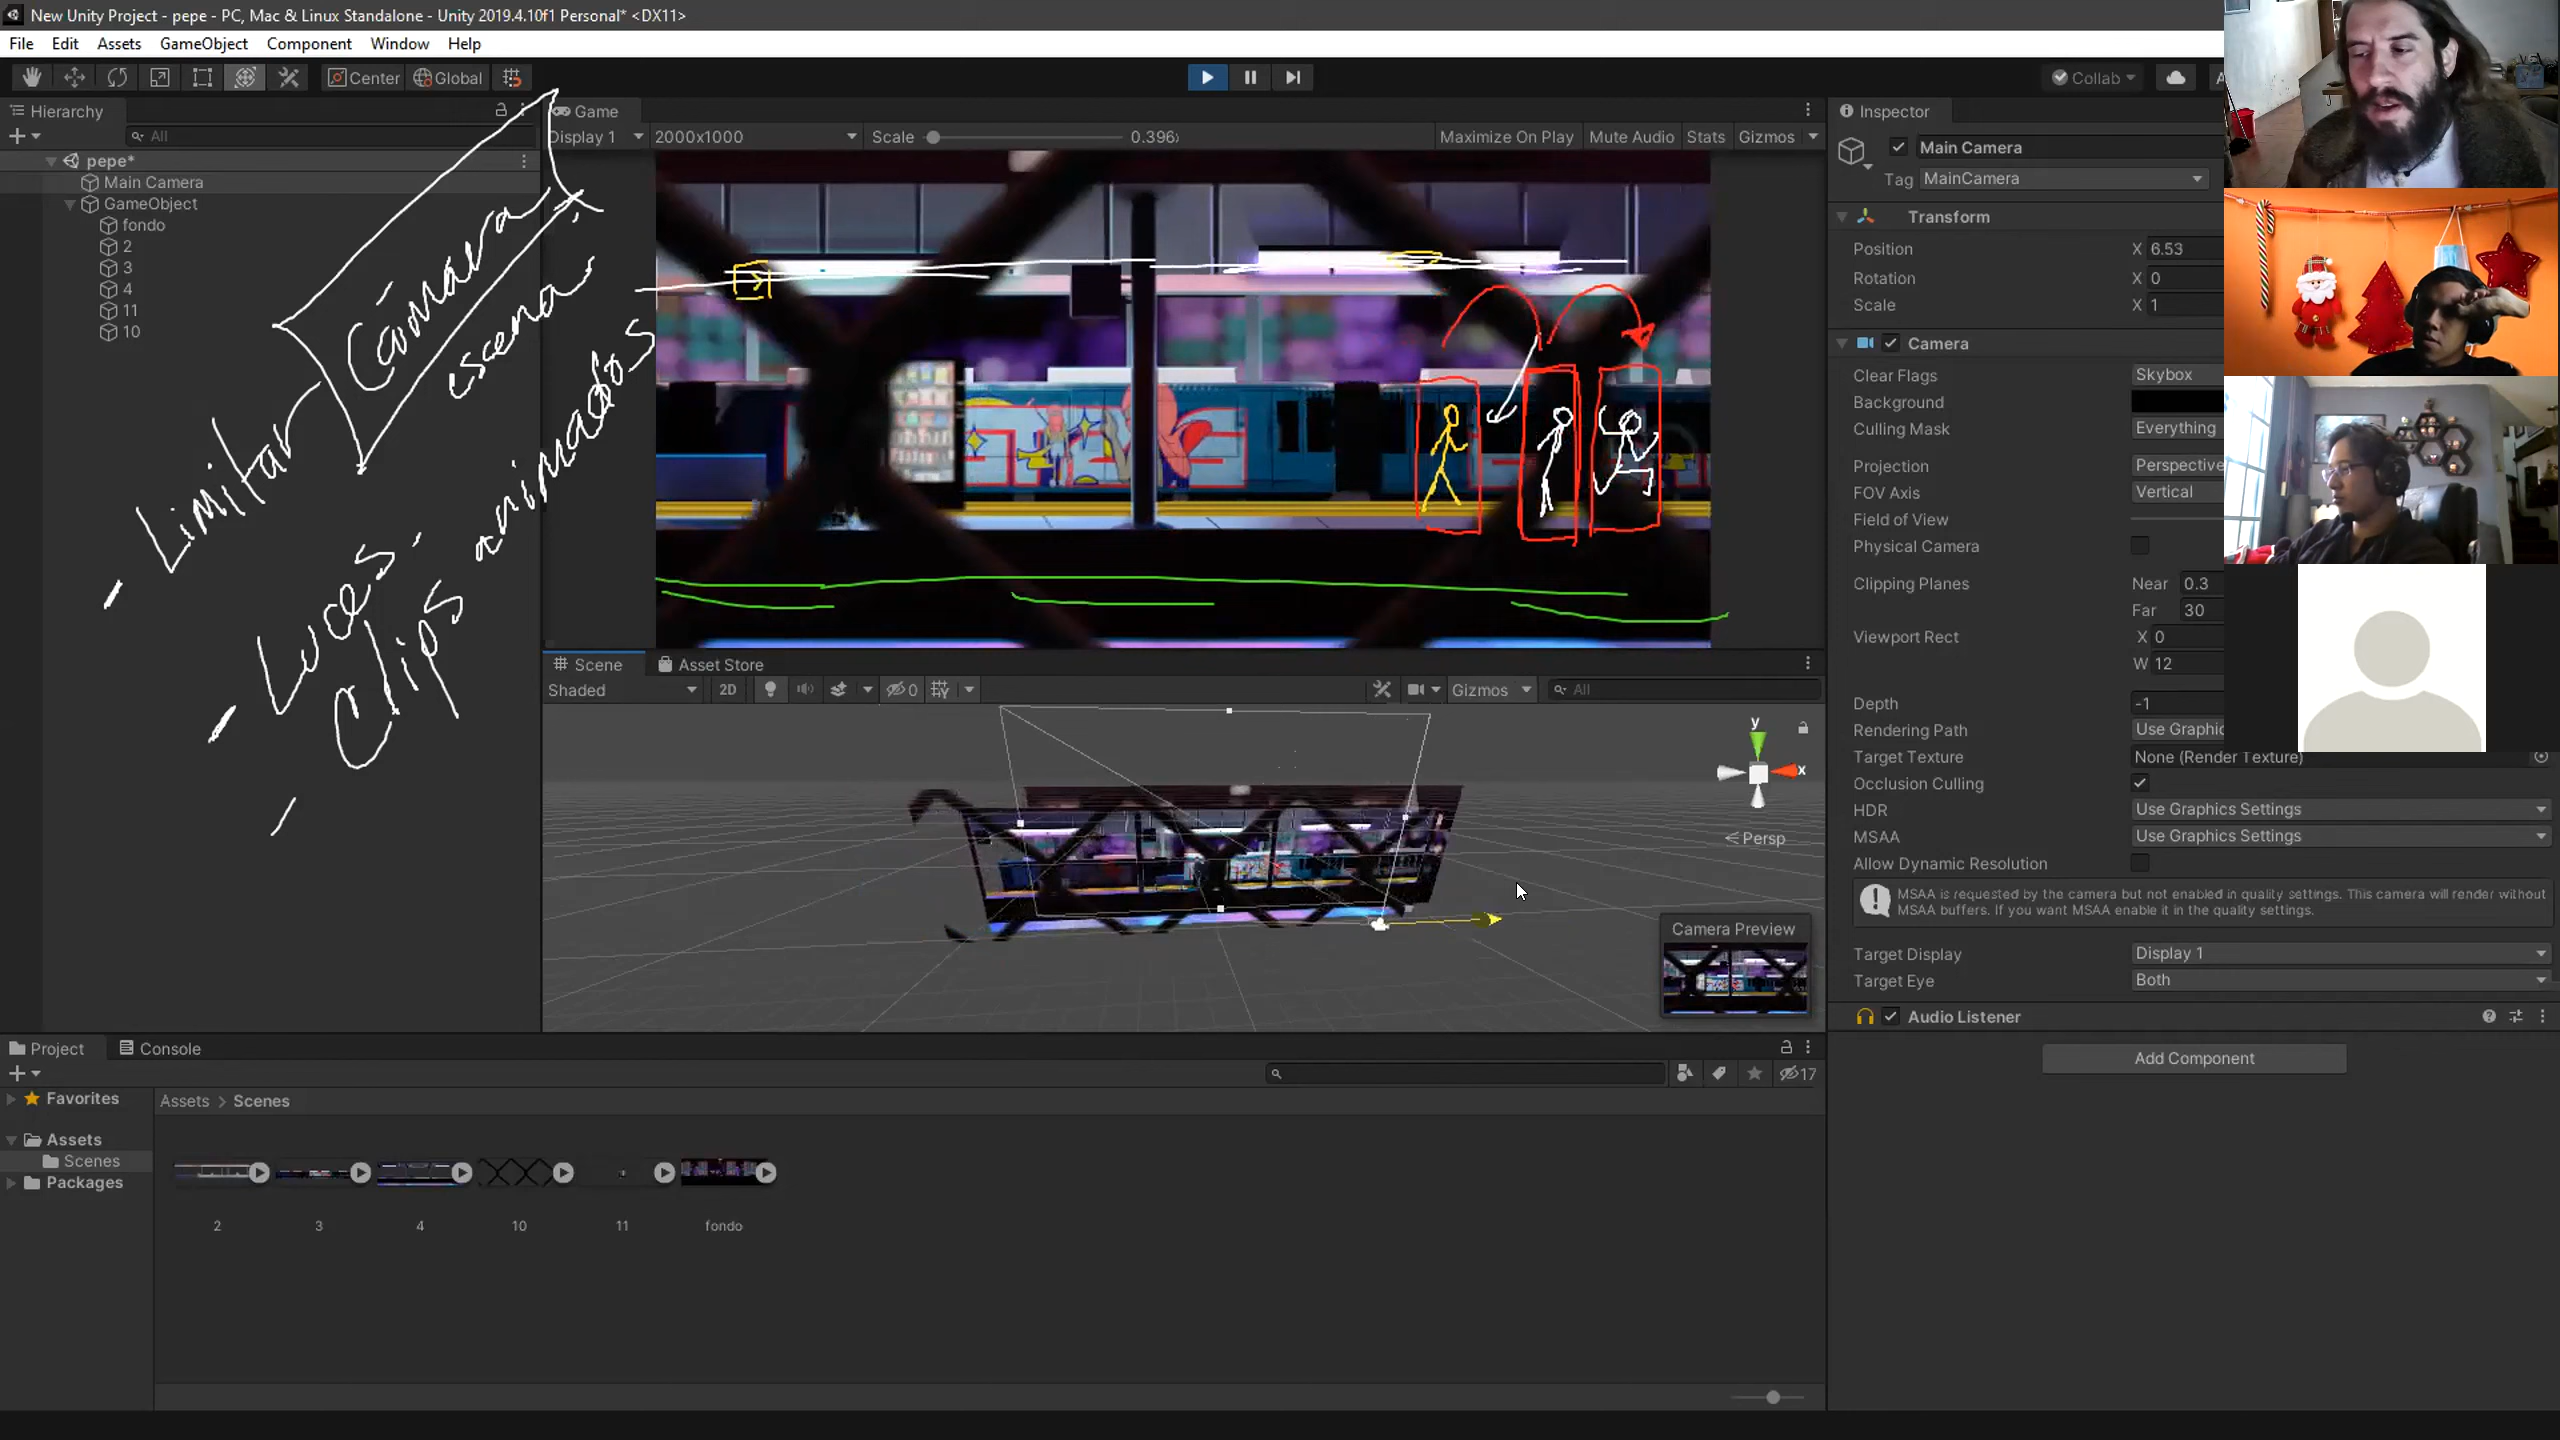 New Unity Project - pepe - PC, Mac & Linux Standalone - Unity 2019.4.10f1 Personal* <DX11>
File Edit Assets GameObject Component Window Help
Center Global
Collab
Hierarchy
All
pepe*
Main Camera
GameObject
fondo
2
3
4
11
10
Game
Display 1 2000x1000 Scale 0.396 Maximize On Play Mute Audio Stats Gizmos
- Limitar Cámara
essena
- Luces.
Clips animados
Scene Asset Store
Shaded 2D 0 Gizmos All
y
x
Persp
Camera Preview
Inspector
Main Camera
Tag MainCamera
Transform
Position X 6.53
Rotation X 0
Scale X 1
Camera
Clear Flags Skybox
Background
Culling Mask Everything
Projection Perspective
FOV Axis Vertical
Field of View
Physical Camera
Clipping Planes Near 0.3
Far 30
Viewport Rect X 0
W 12
Depth -1
Rendering Path Use Graphic
Target Texture None (Render Texture)
Occlusion Culling
HDR Use Graphics Settings
MSAA Use Graphics Settings
Allow Dynamic Resolution
MSAA is requested by the camera but not enabled in quality settings. This camera will render without
MSAA buffers. If you want MSAA enable it in the quality settings.
Target Display Display 1
Target Eye Both
Audio Listener
Add Component
Project Console
17
Favorites
Assets
Scenes
Packages
Assets > Scenes
2 3 4 10 11 fondo